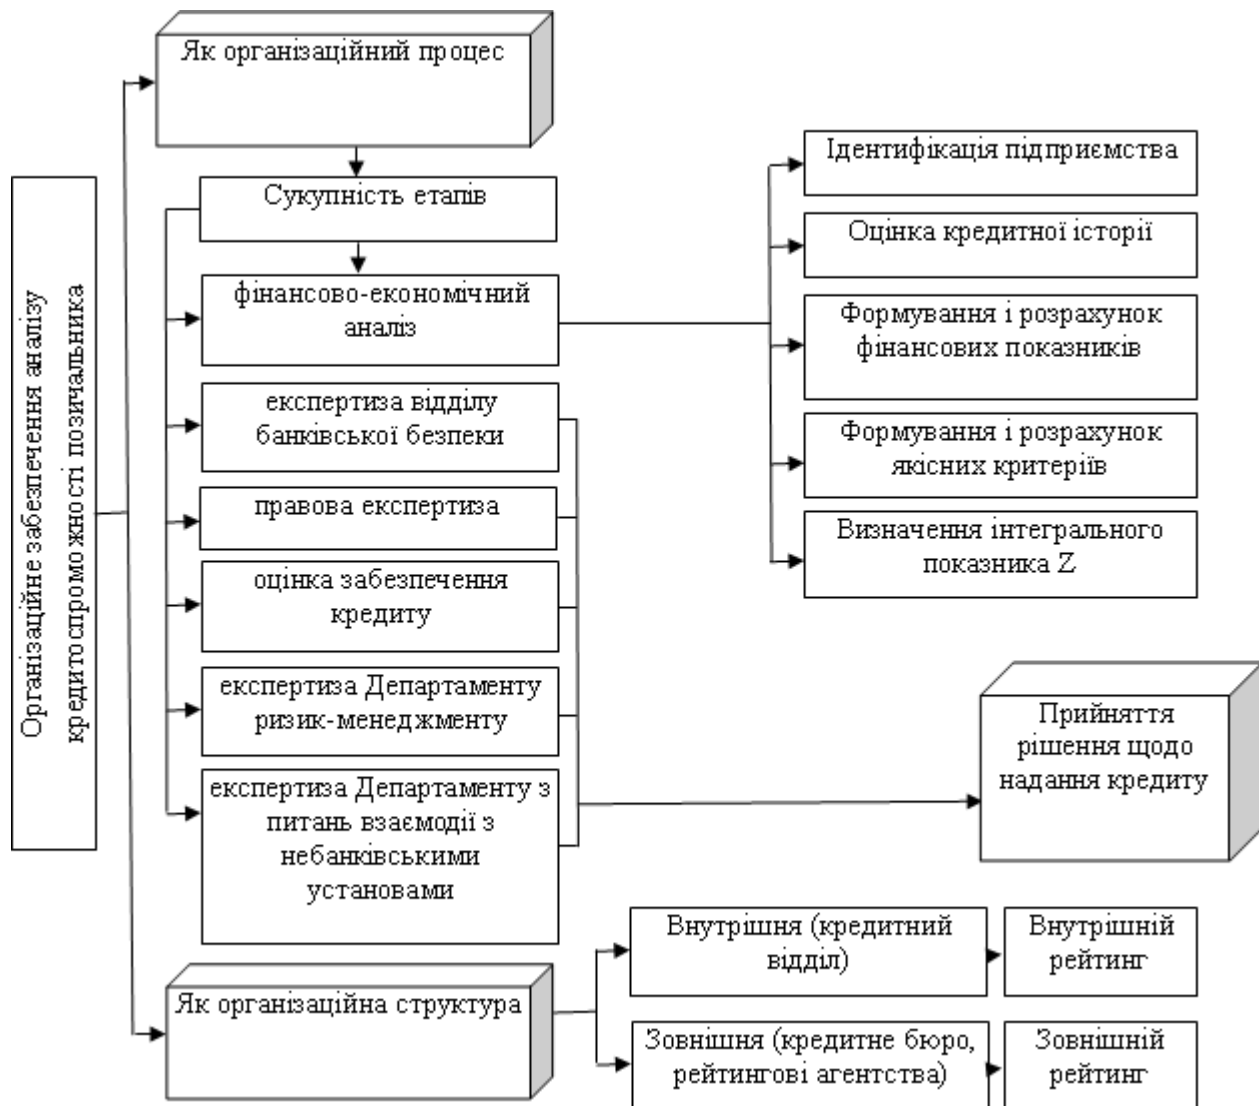 Організаційне забезпечення аналізу
кредитоспроможності позичальника
Як організаційний процес
Сукупність етапів
фінансово-економічний
аналіз
експертиза відділу
банківської безпеки
правова експертиза
оцінка забезпечення
кредиту
експертиза Департаменту
ризик-менеджменту
експертиза Департаменту з
питань взаємодії з
небанківськими
установами
Ідентифікація підприємства
Оцінка кредитної історії
Формування і розрахунок
фінансових показників
Формування і розрахунок
якісних критеріїв
Визначення інтегрального
показника Z
Прийняття
рішення щодо
надання кредиту
Як організаційна структура
Внутрішня (кредитний
відділ)
Внутрішній
рейтинг
Зовнішня (кредитне бюро,
рейтингові агентства)
Зовнішній
рейтинг